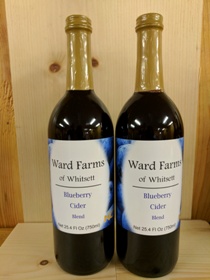 Ward Farms
of Whitsett
Blueberry
Cider
Blend
Net 25.4 Fl Oz (750ml)
Ward Farms
of Whitsett
Blueberry
Cider
Blend
Net 25.4 Fl Oz (750ml)